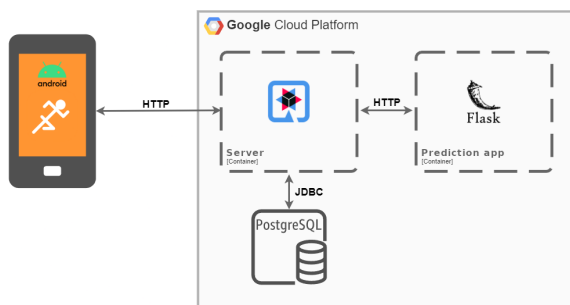 Google Cloud Platform
android
HTTP
HTTP
Flask
Server
[Container]
Prediction app
[Container]
JDBC
PostgreSQL